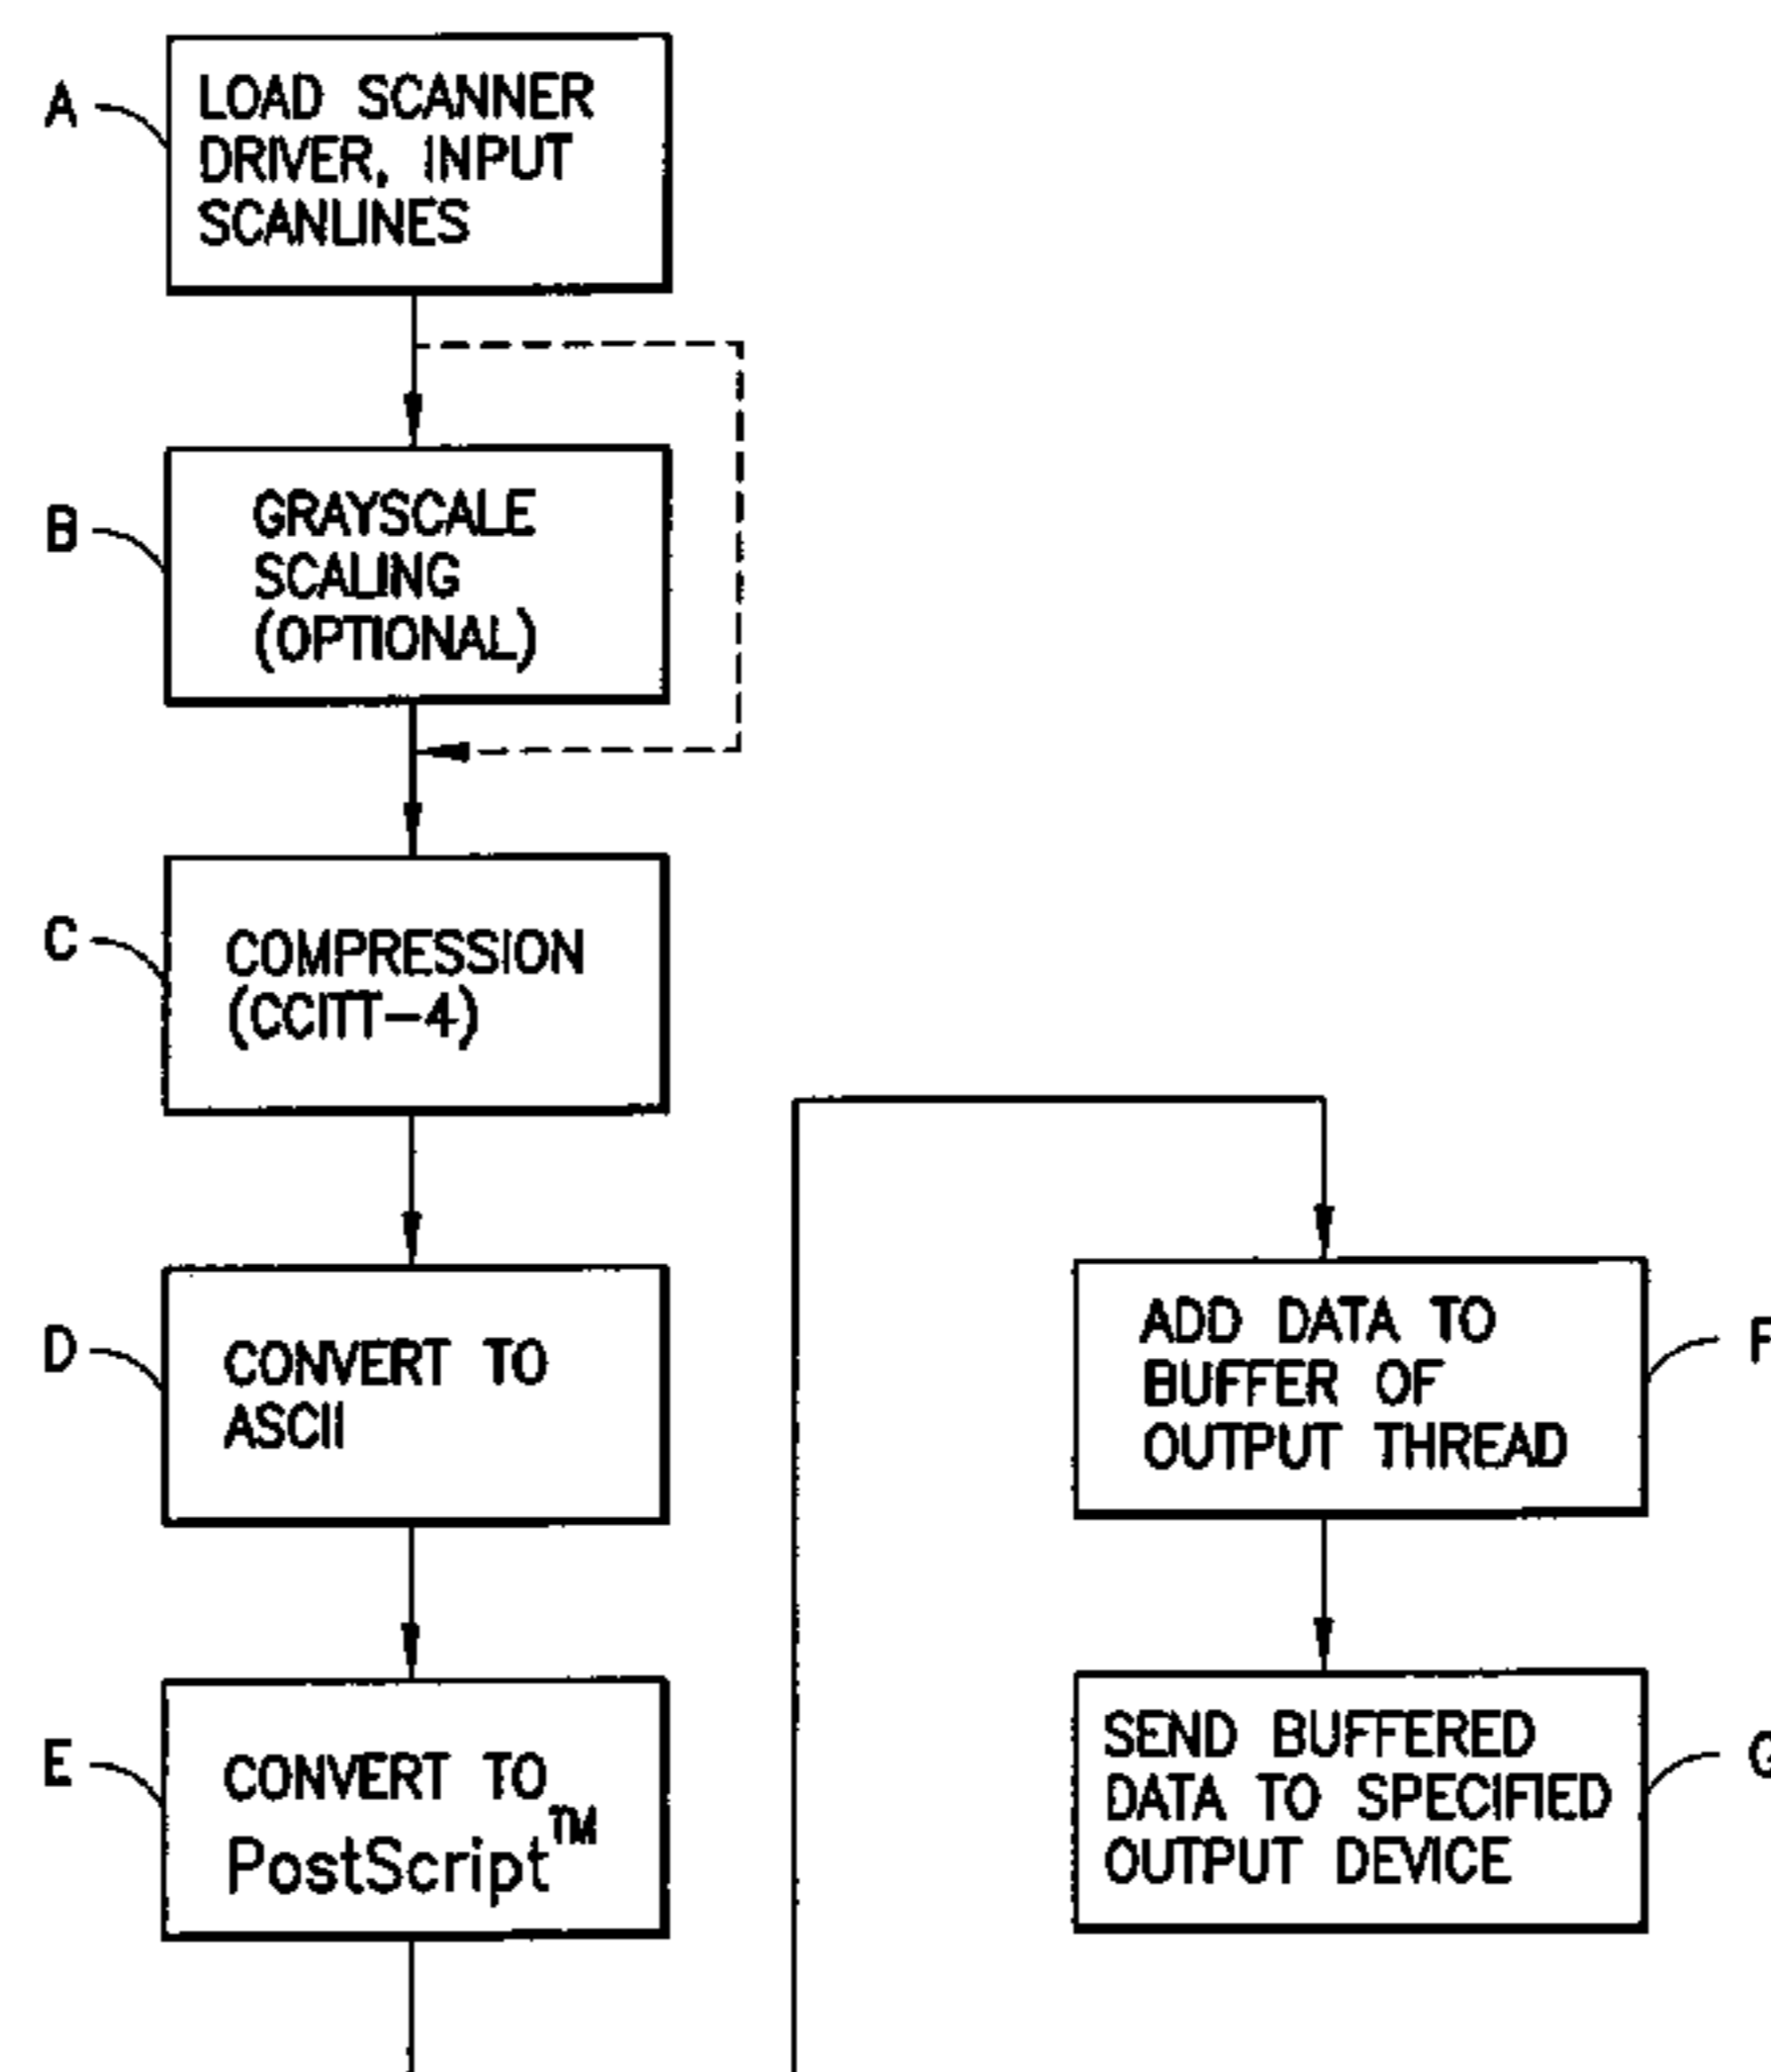 A
LOAD SCANNER
DRIVER, INPUT
SCANLINES
B
GRAYSCALE
SCALING
(OPTIONAL)
C
COMPRESSION
(CCITT-4)
D
CONVERT TO
ASCII
E
CONVERT TO
PostScript™
ADD DATA TO
BUFFER OF
OUTPUT THREAD
F
SEND BUFFERED
DATA TO SPECIFIED
OUTPUT DEVICE
G